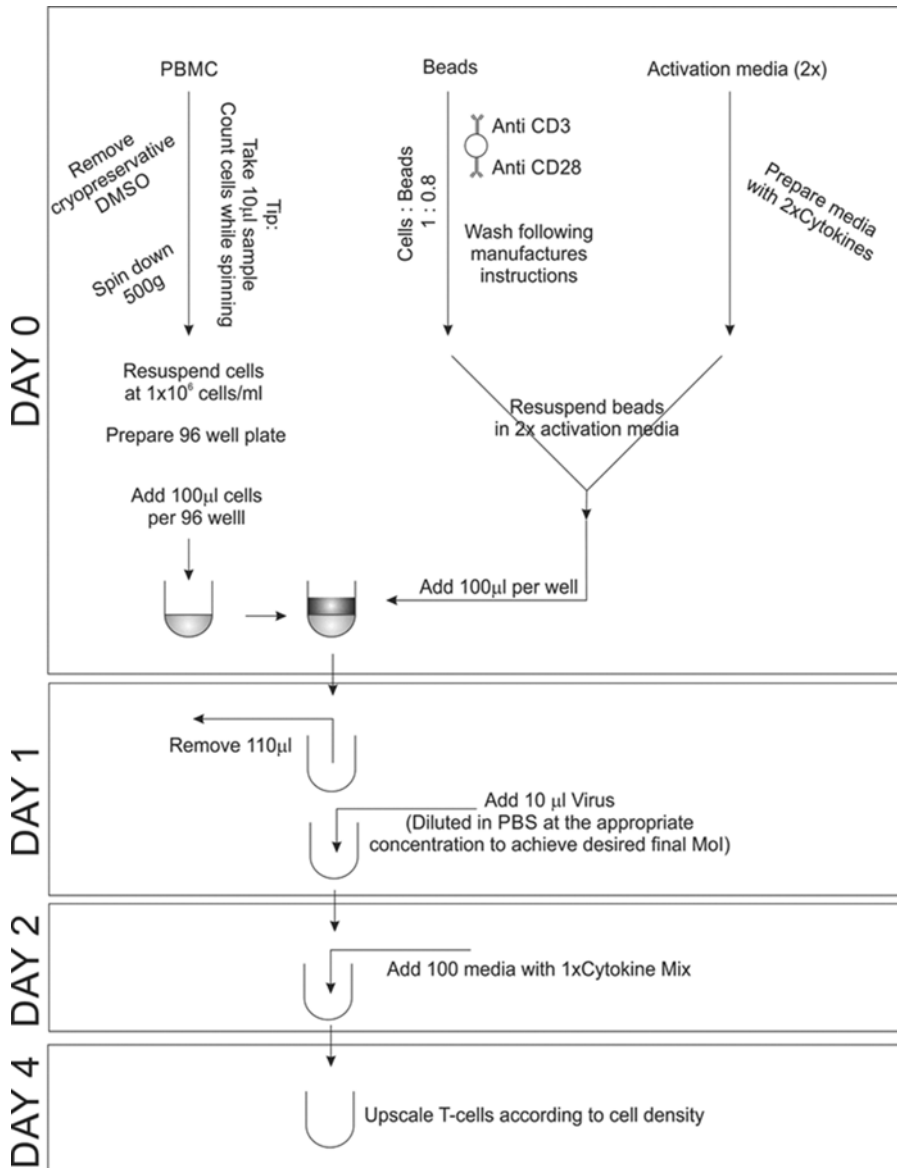 DAY 0
PBMC
Remove
cryopreservative
DMSO
Spin down
500g
Tip:
Take 10µl sample
Count cells while spinning
Resuspend cells
at 1x10⁶ cells/ml
Prepare 96 well plate
Add 100µl cells
per 96 welll
Beads
Anti CD3
Anti CD28
Cells : Beads
1 : 0.8
Wash following
manufactures
instructions
Activation media (2x)
Prepare media
with 2xCytokines
Resuspend beads
in 2x activation media
Add 100µl per well
DAY 1
Remove 110µl
Add 10 µl Virus
(Diluted in PBS at the appropriate
concentration to achieve desired final MoI)
DAY 2
Add 100 media with 1xCytokine Mix
DAY 4
Upscale T-cells according to cell density